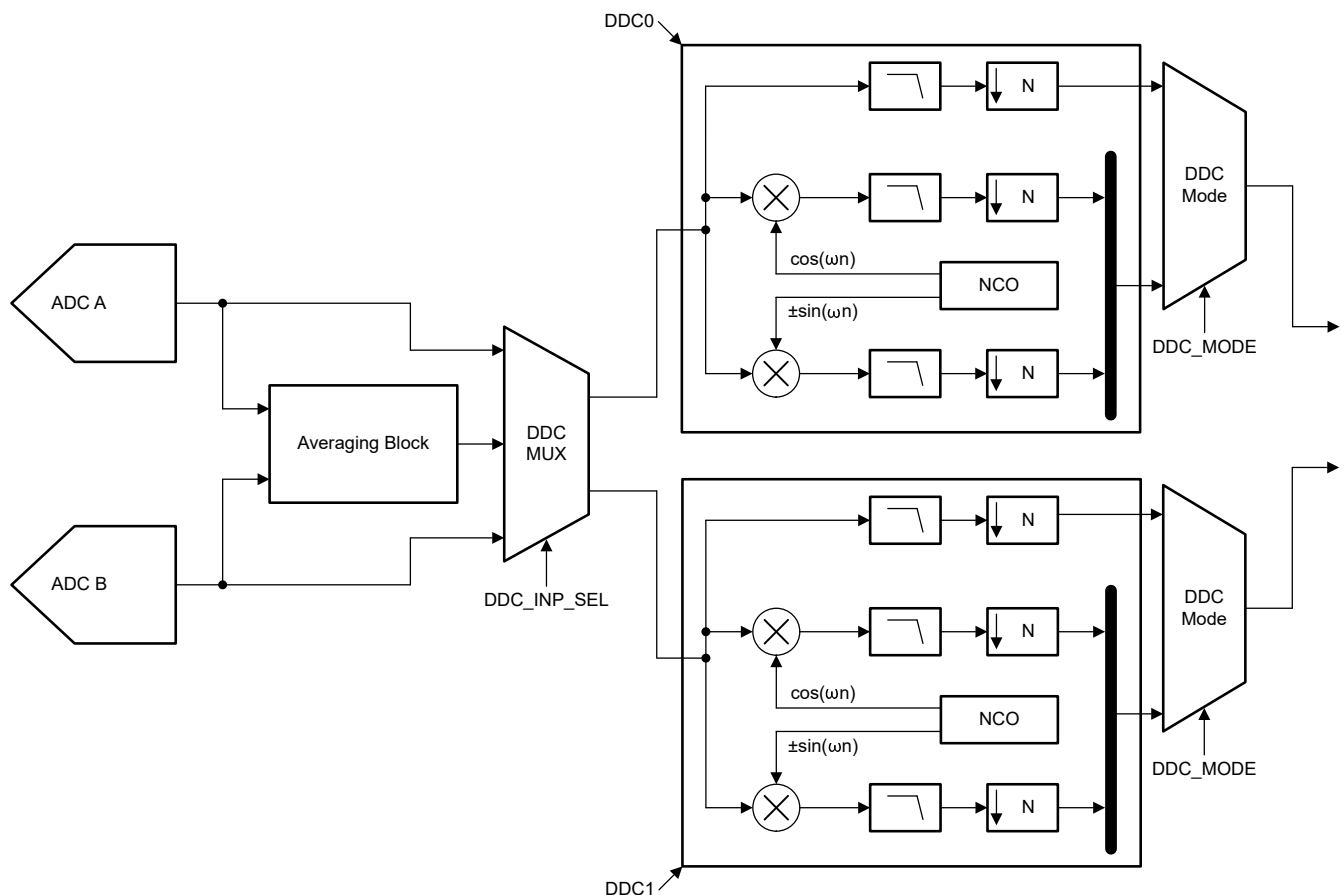 DDC0
N
DDC
Mode
N
cos(ωn)
NCO
±sin(ωn)
DDC_MODE
N
ADC A
Averaging Block
DDC
MUX
ADC B
DDC_INP_SEL
N
DDC
Mode
N
cos(ωn)
NCO
±sin(ωn)
DDC_MODE
N
DDC1